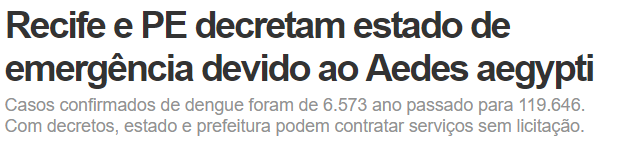 Recife e PE decretam estado de
emergência devido ao Aedes aegypti
Casos confirmados de dengue foram de 6.573 ano passado para 119.646.
Com decretos, estado e prefeitura podem contratar serviços sem licitação.